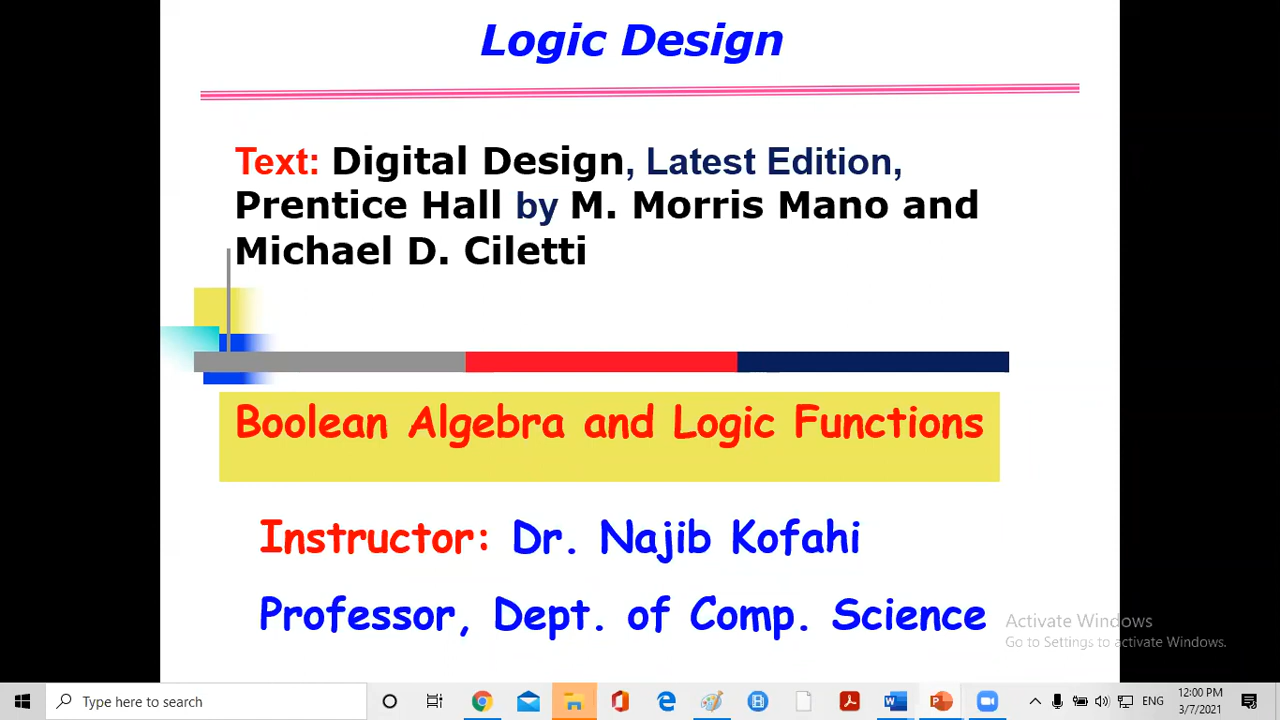 Logic Design
Text: Digital Design, Latest Edition,
Prentice Hall by M. Morris Mano and
Michael D. Ciletti
Boolean Algebra and Logic Functions
Instructor: Dr. Najib Kofahi
Professor, Dept. of Comp. Science
Activate Windows
Go to Settings to activate Windows.
Type here to search
ENG
12:00 PM
3/7/2021